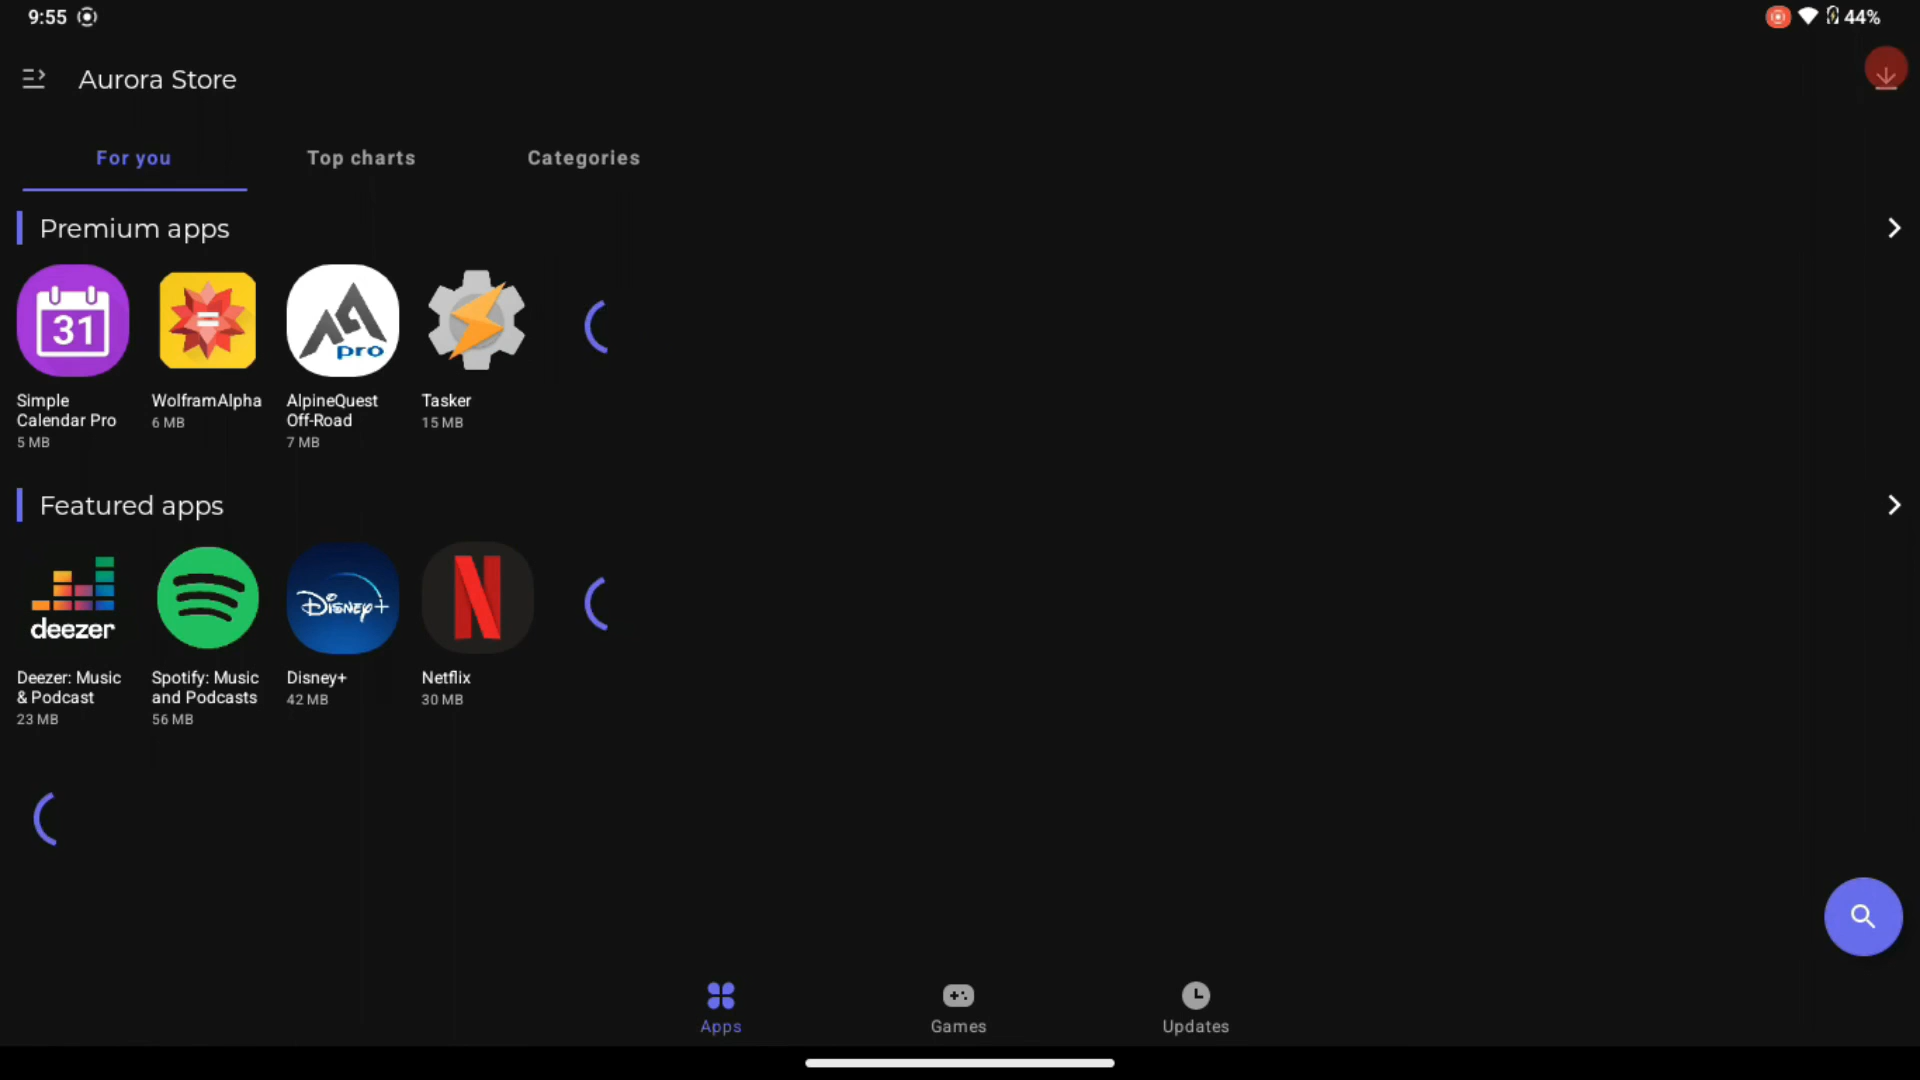 9:55
44%
Aurora Store
For you
Top charts
Categories
Premium apps
31
pro
Simple
Calendar Pro
5 MB
WolframAlpha
6 MB
AlpineQuest
Off-Road
7 MB
Tasker
15 MB
Featured apps
deezer
Disney+
N
Deezer: Music
& Podcast
23 MB
Spotify: Music
and Podcasts
56 MB
Disney+
42 MB
Netflix
30 MB
Apps
Games
Updates